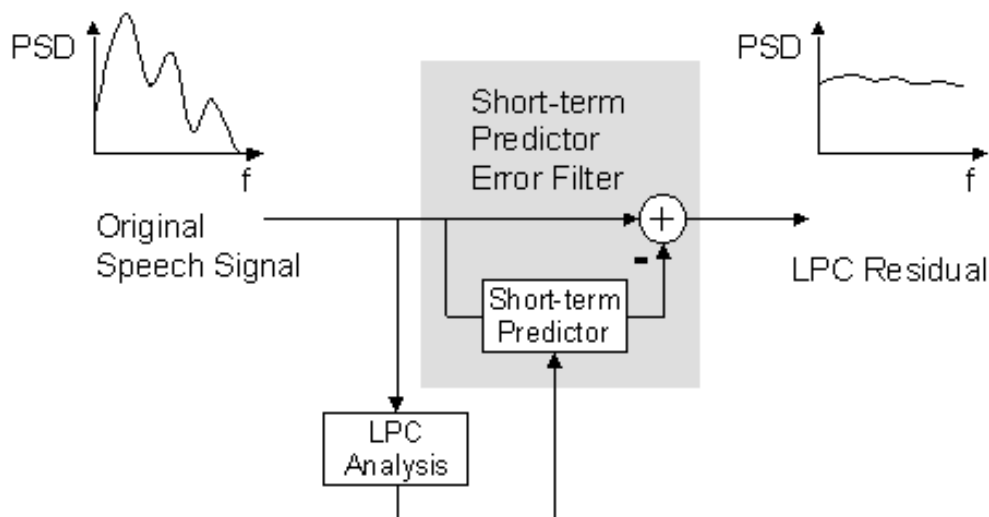 PSD
f
Original
Speech Signal
Short-term
Predictor
Error Filter
+
-
Short-term
Predictor
LPC
Analysis
PSD
f
LPC Residual